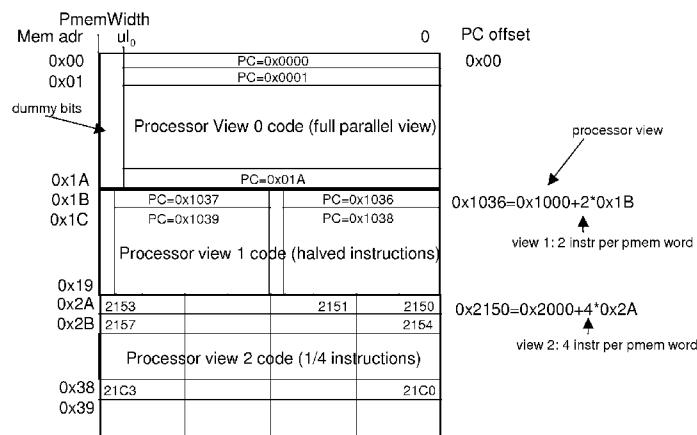 PmemWidth
Mem adr ul0 0 PC offset
0x00 PC=0x0000 0x00
0x01 PC=0x0001
dummy bits
Processor View 0 code (full parallel view)
processor view
0x1A PC=0x01A
0x1B PC=0x1037 PC=0x1036 0x1036=0x1000+2*0x1B
0x1C PC=0x1039 PC=0x1038
view 1: 2 instr per pmem word
Processor view 1 code (halved instructions)
0x19
0x2A 2153 2151 2150 0x2150=0x2000+4*0x2A
0x2B 2157 2154
view 2: 4 instr per pmem word
Processor view 2 code (1/4 instructions)
0x38 21C3 21C0
0x39